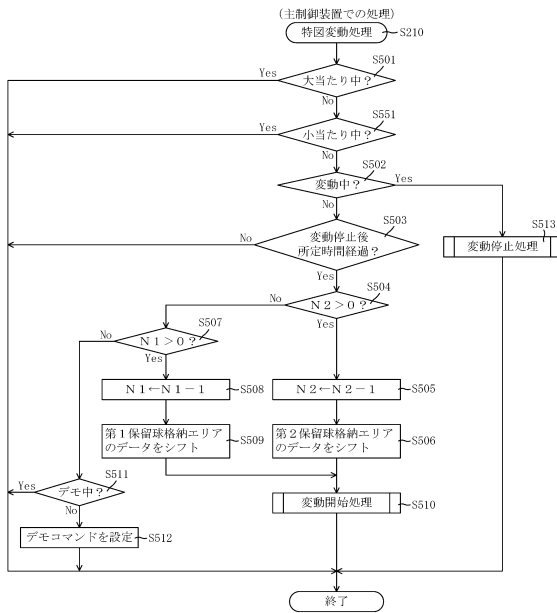 (主制御装置での処理)
特図変動処理
S210
S501
Yes
大当たり中？
No
S551
Yes
小当たり中？
No
S502
変動中？
Yes
No
S503
S513
No
変動停止後
所定時間経過？
変動停止処理
Yes
S504
No
Ｎ２＞０？
S507
Yes
No
Ｎ１＞０？
Yes
Ｎ１←Ｎ１－１
S508
Ｎ２←Ｎ２－１
S505
第１保留球格納エリア
のデータをシフト
S509
第２保留球格納エリア
のデータをシフト
S506
S511
Yes
デモ中？
No
変動開始処理
S510
デモコマンドを設定
S512
終了